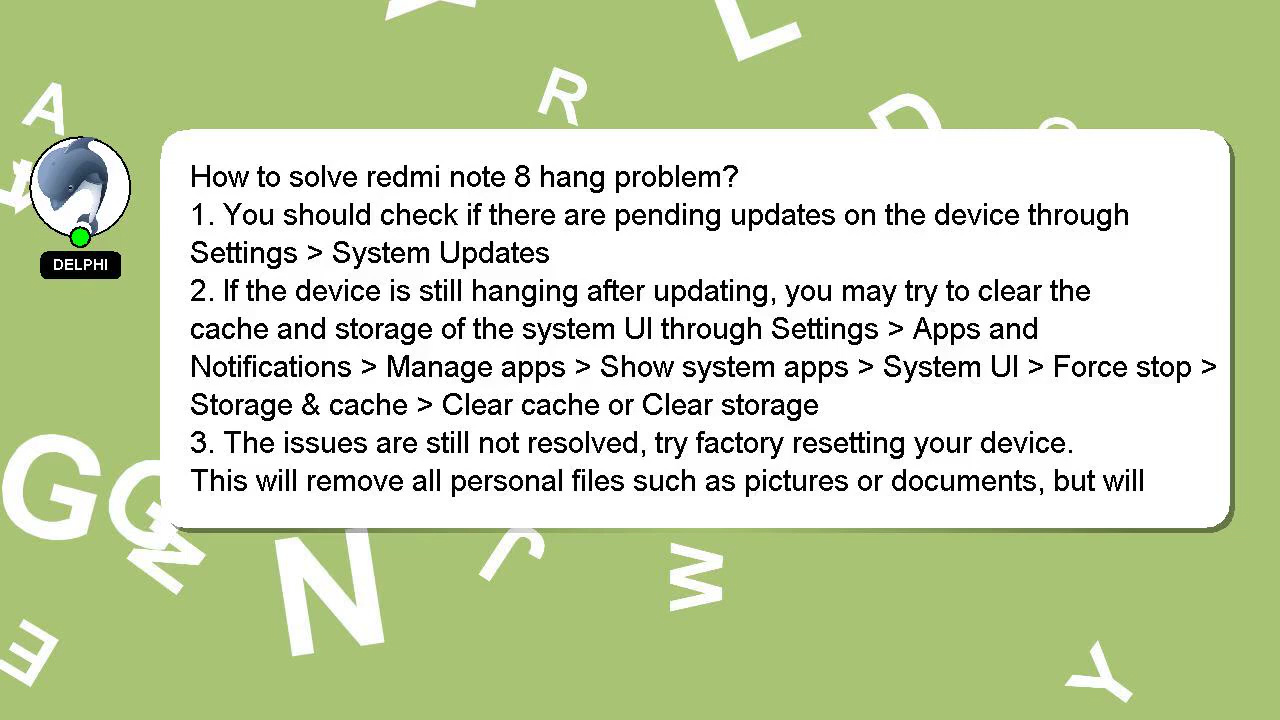 How to solve redmi note 8 hang problem?
1. You should check if there are pending updates on the device through
Settings > System Updates
2. If the device is still hanging after updating, you may try to clear the
cache and storage of the system UI through Settings > Apps and
Notifications > Manage apps > Show system apps > System UI > Force stop >
Storage & cache > Clear cache or Clear storage
3. The issues are still not resolved, try factory resetting your device.
This will remove all personal files such as pictures or documents, but will
DELPHI
A
R
L
D
G
G
N
N
J
W
E
Y